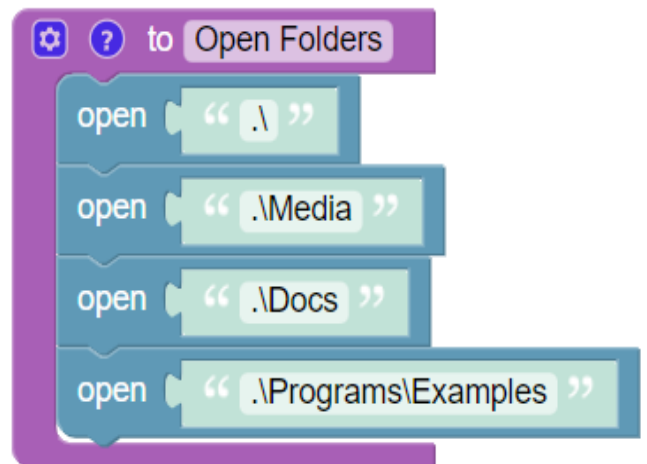 ? to Open Folders
open “ .\ ”
open “ .\Media ”
open “ .\Docs ”
open “ .\Programs\Examples ”